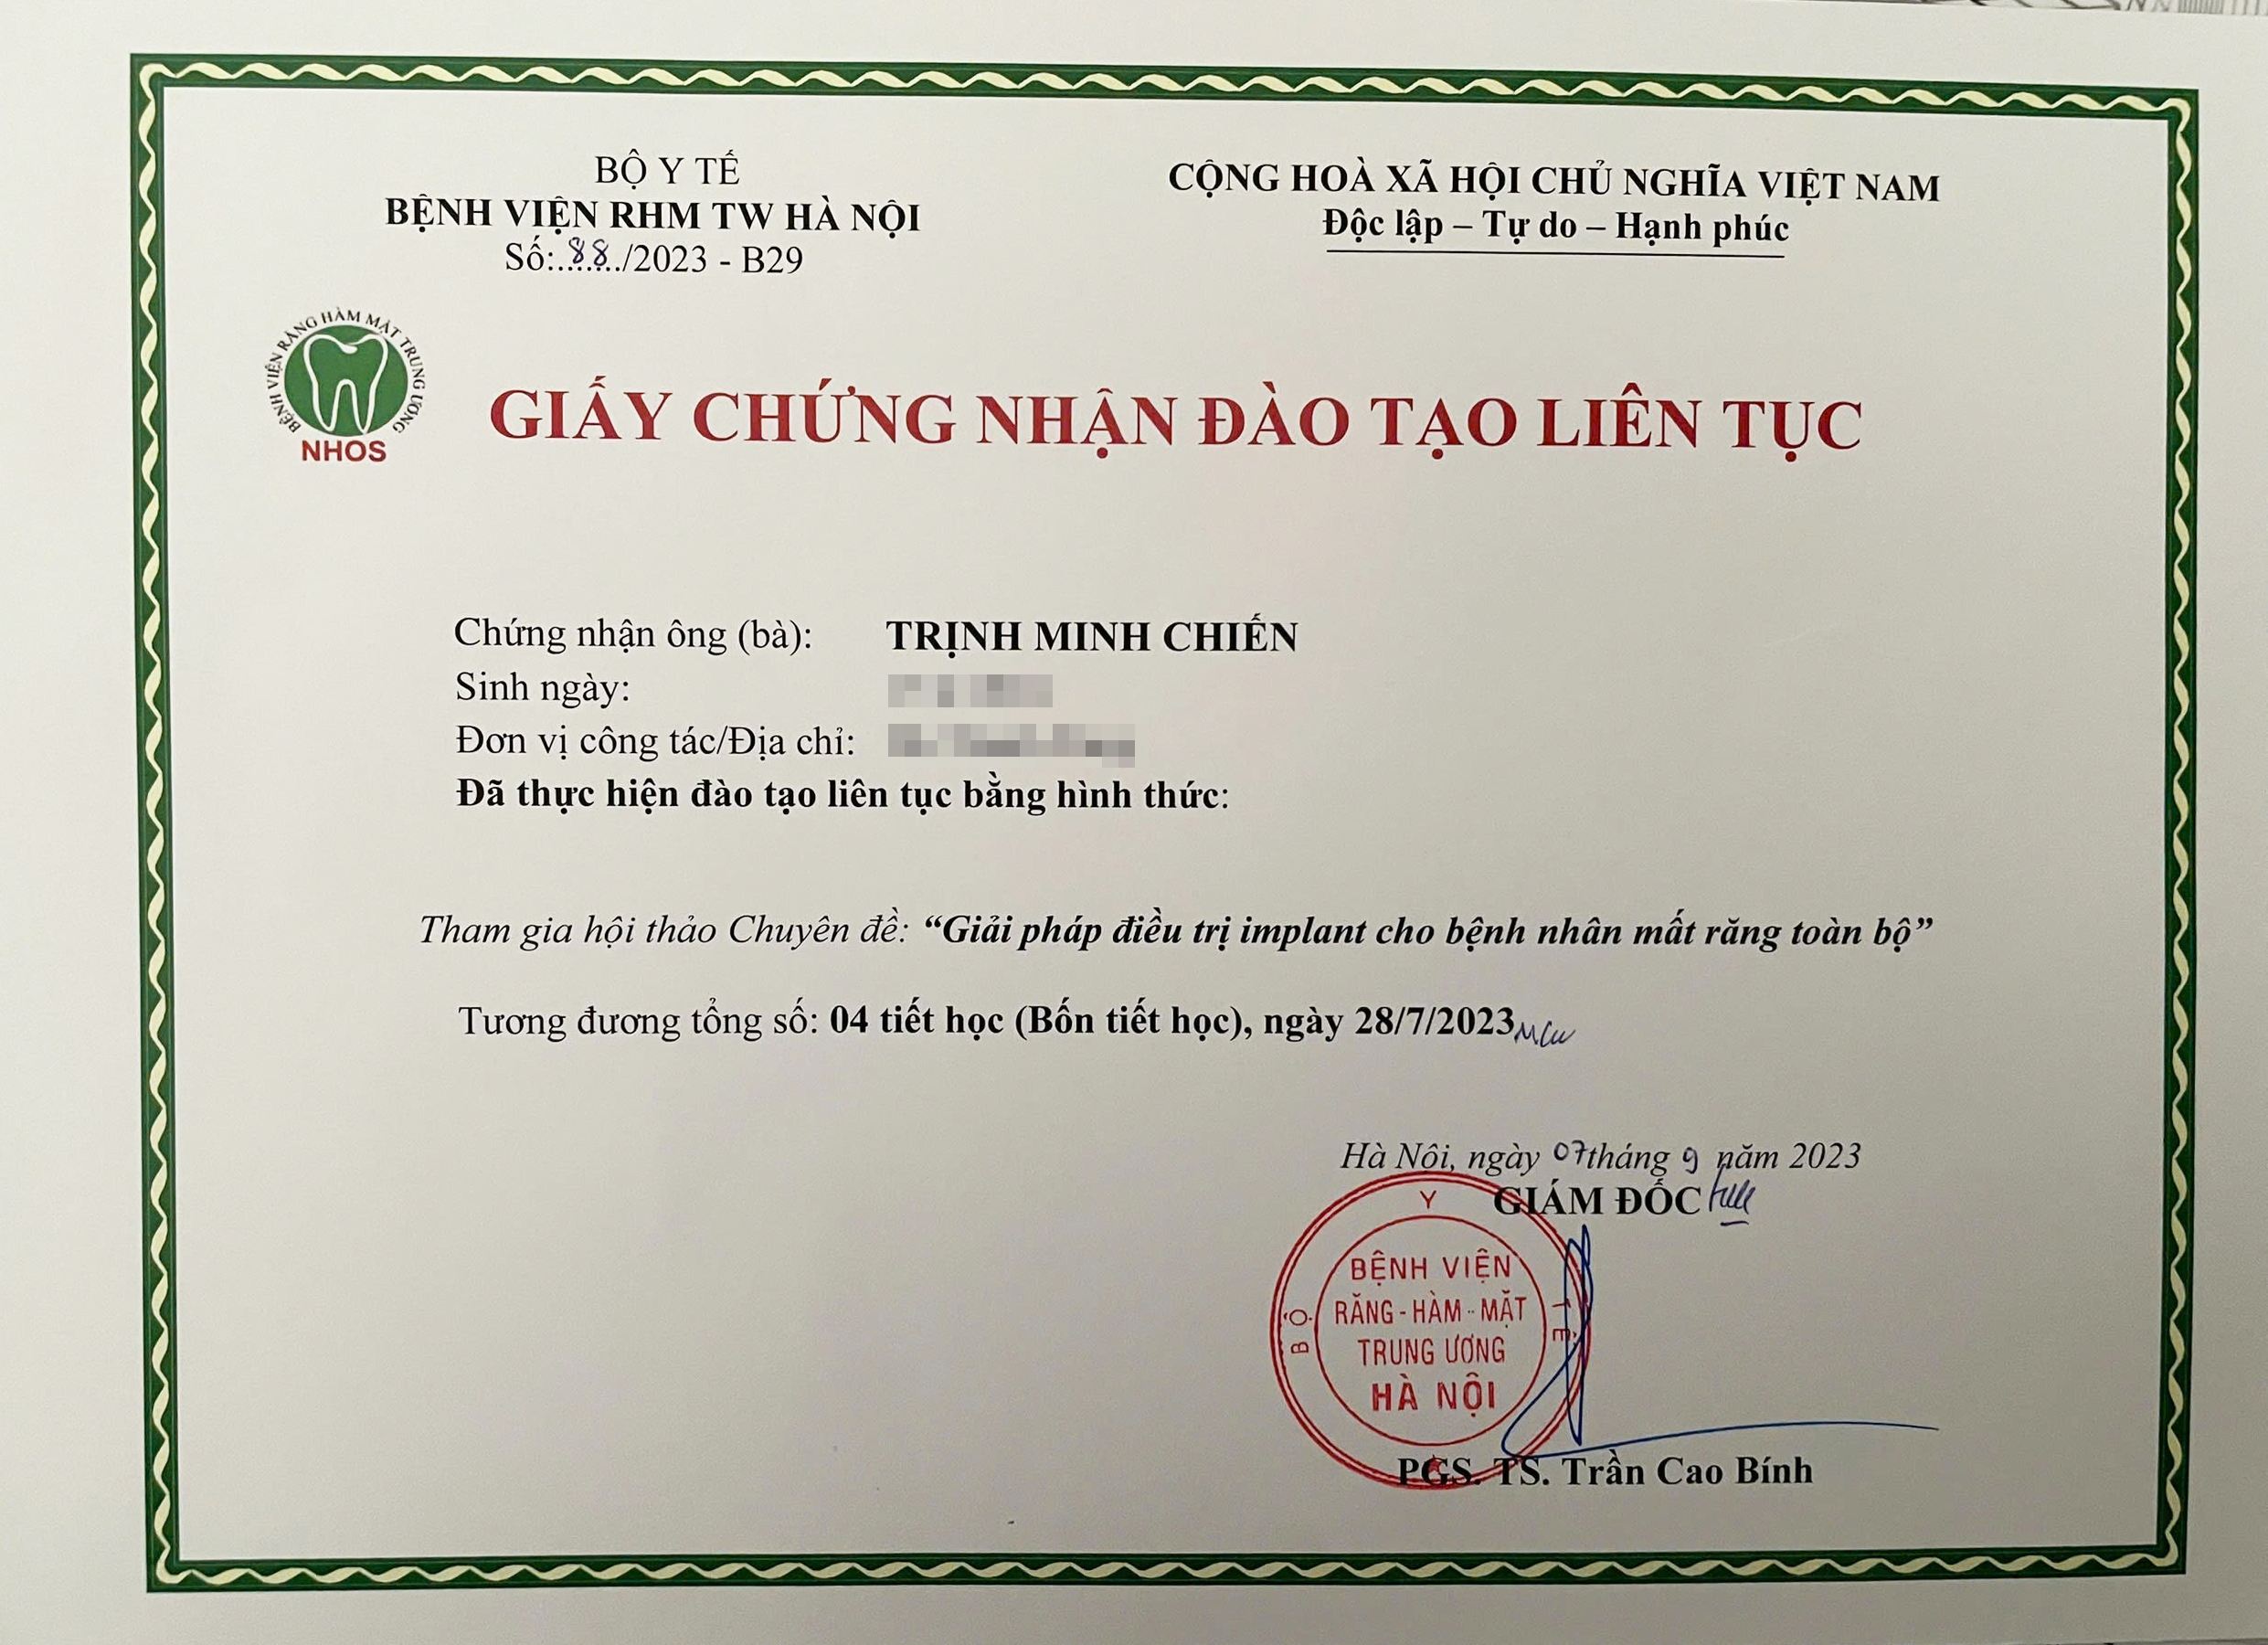 BỘ Y TẾ
BỆNH VIỆN RHM TW HÀ NỘI
Số:.88./2023 - B29
CỘNG HOÀ XÃ HỘI CHỦ NGHĨA VIỆT NAM
Độc lập – Tự do – Hạnh phúc
BỆNH VIỆN RĂNG HÀM MẶT TRUNG ƯƠNG
NHOS
GIẤY CHỨNG NHẬN ĐÀO TẠO LIÊN TỤC
Chứng nhận ông (bà): TRỊNH MINH CHIẾN
Sinh ngày:
Đơn vị công tác/Địa chỉ:
Đã thực hiện đào tạo liên tục bằng hình thức:
Tham gia hội thảo Chuyên đề: “Giải pháp điều trị implant cho bệnh nhân mất răng toàn bộ”
Tương đương tổng số: 04 tiết học (Bốn tiết học), ngày 28/7/2023
Hà Nội, ngày 07 tháng 9 năm 2023
GIÁM ĐỐC
BỘ Y TẾ
BỆNH VIỆN
RĂNG - HÀM - MẶT
TRUNG ƯƠNG
HÀ NỘI
PGS. TS. Trần Cao Bính